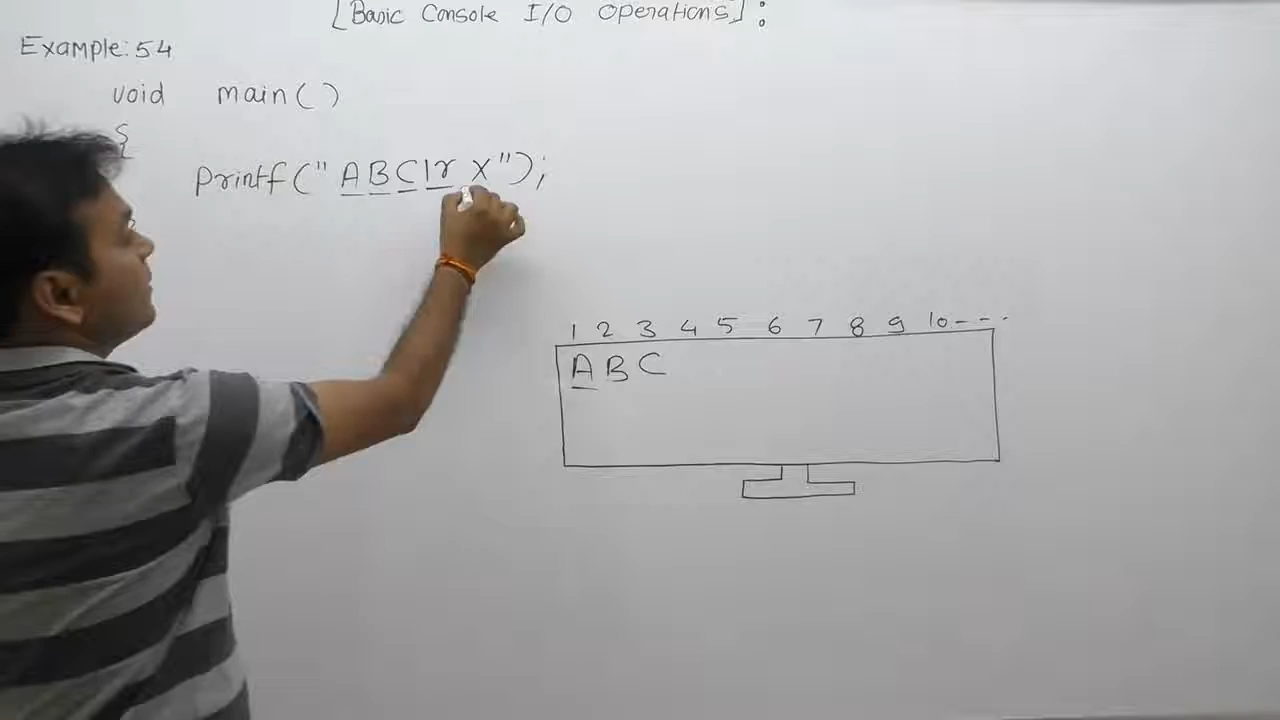 [Basic Console I/O Operations]:
Example: 54
void main()
{
printf("ABC\r X");
1 2 3 4 5 6 7 8 9 10 - - - .
A B C